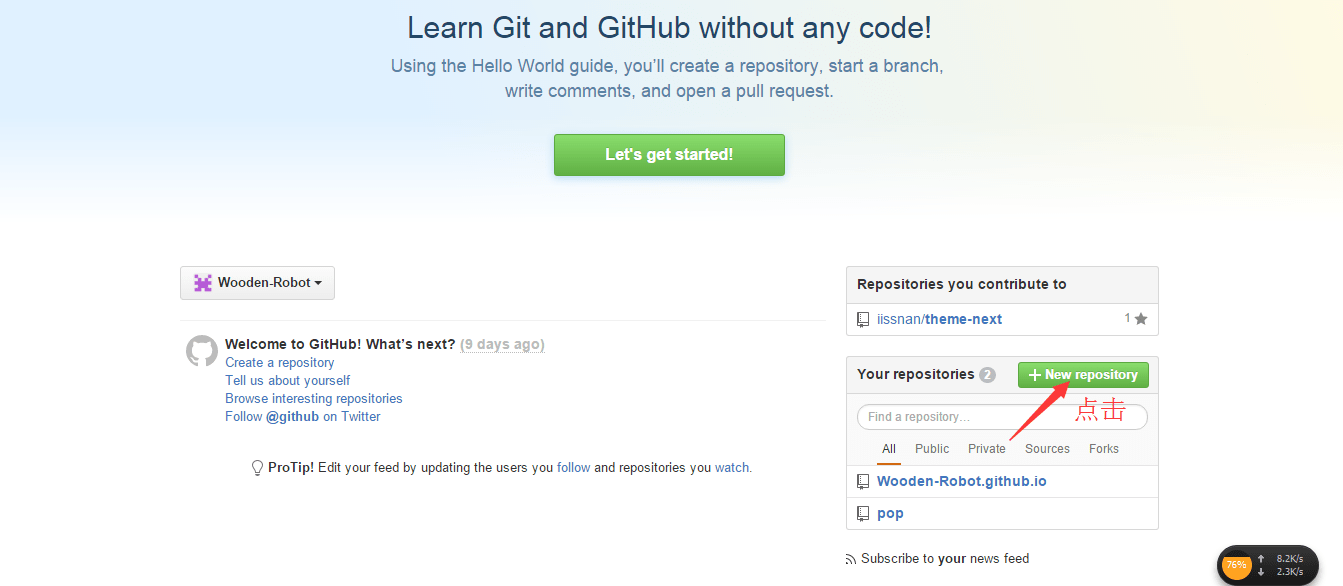 Learn Git and GitHub without any code!
Using the Hello World guide, you’ll create a repository, start a branch,
write comments, and open a pull request.
Let's get started!
Wooden-Robot
Welcome to GitHub! What’s next? (9 days ago)
Create a repository
Tell us about yourself
Browse interesting repositories
Follow @github on Twitter
ProTip! Edit your feed by updating the users you follow and repositories you watch.
Repositories you contribute to
iissnan/theme-next 1
Your repositories 2 New repository
点击
Find a repository…
All Public Private Sources Forks
Wooden-Robot.github.io
pop
Subscribe to your news feed
76% 8.2K/s
2.3K/s